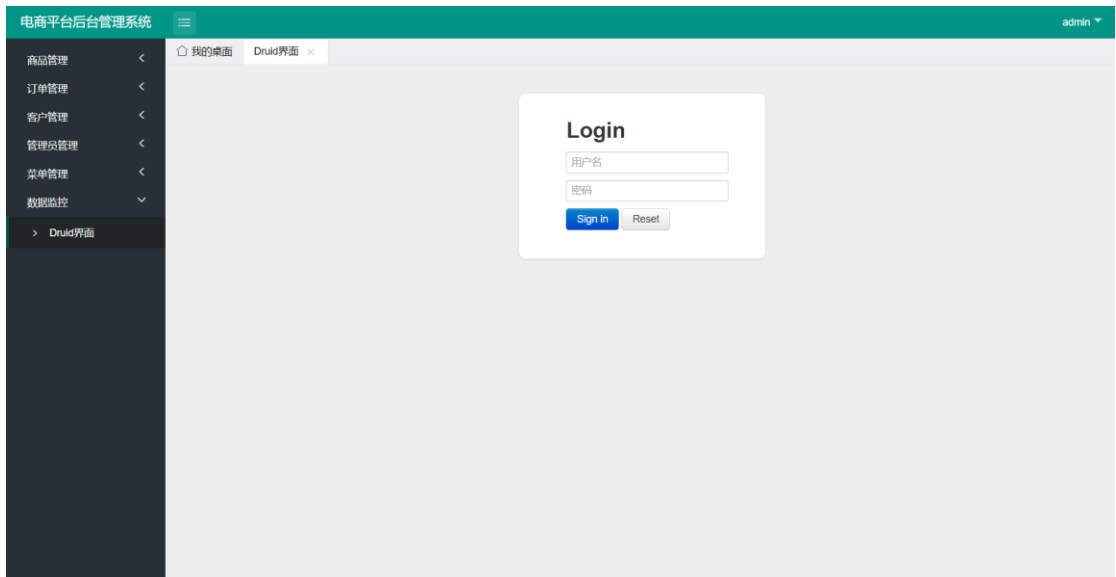 电商平台后台管理系统
admin
商品管理
订单管理
客户管理
管理员管理
菜单管理
数据监控
Druid界面
我的桌面 Druid界面
Login
用户名
密码
Sign in Reset